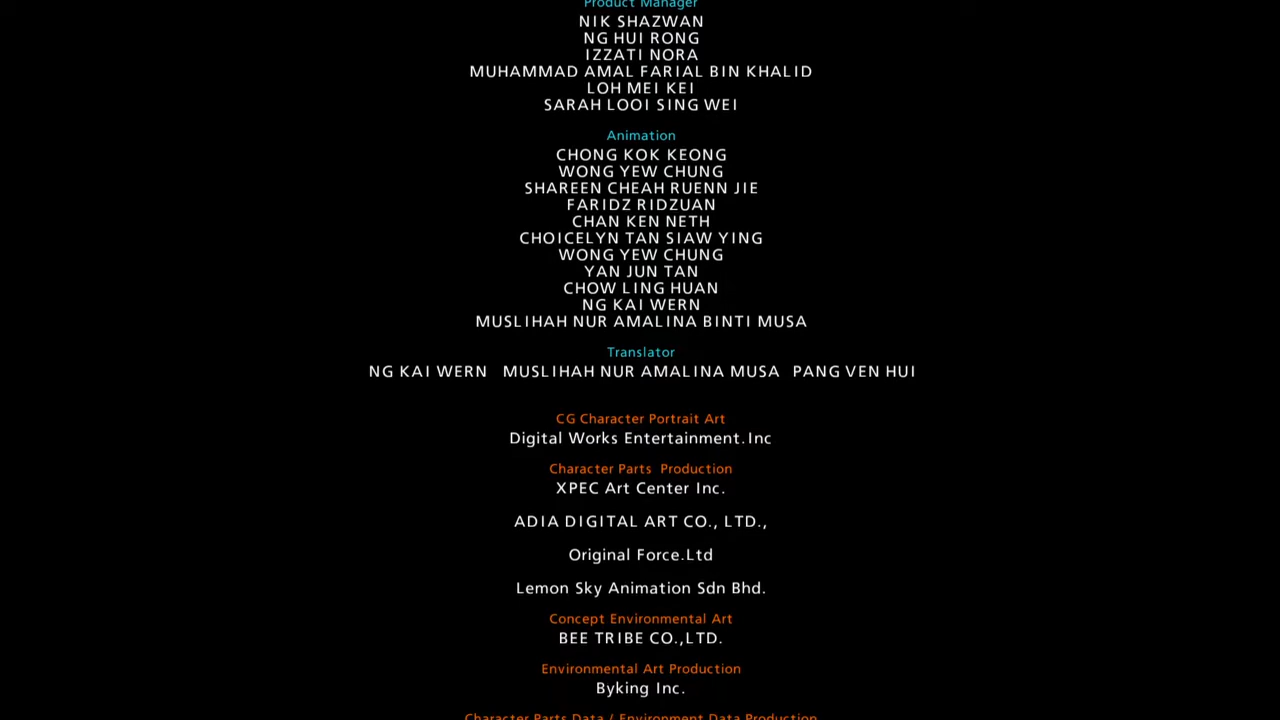 Product Manager
NIK SHAZWAN
NG HUI RONG
IZZATI NORA
MUHAMMAD AMAL FARIAL BIN KHALID
LOH MEI KEI
SARAH LOOI SING WEI
Animation
CHONG KOK KEONG
WONG YEW CHUNG
SHAREEN CHEAH RUENN JIE
FARIDZ RIDZUAN
CHAN KEN NETH
CHOICELYN TAN SIAW YING
WONG YEW CHUNG
YAN JUN TAN
CHOW LING HUAN
NG KAI WERN
MUSLIHAH NUR AMALINA BINTI MUSA
Translator
NG KAI WERN MUSLIHAH NUR AMALINA MUSA PANG VEN HUI
CG Character Portrait Art
Digital Works Entertainment.Inc
Character Parts Production
XPEC Art Center Inc.
ADIA DIGITAL ART CO., LTD.,
Original Force.Ltd
Lemon Sky Animation Sdn Bhd.
Concept Environmental Art
BEE TRIBE CO.,LTD.
Environmental Art Production
Byking Inc.
Character Parts Data / Environment Data Production